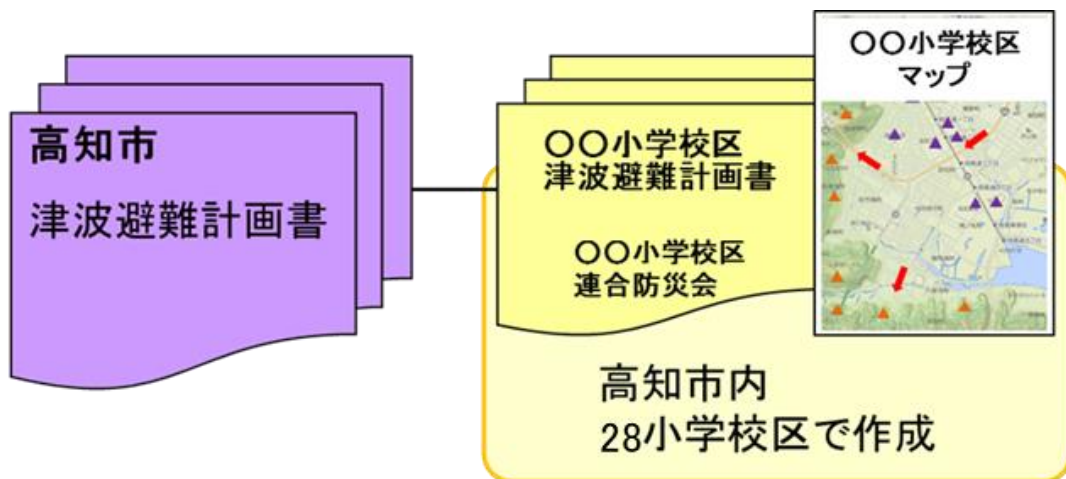 高知市
津波避難計画書
〇〇小学校区
津波避難計画書
〇〇小学校区
連合防災会
〇〇小学校区
マップ
高知市内
28小学校区で作成